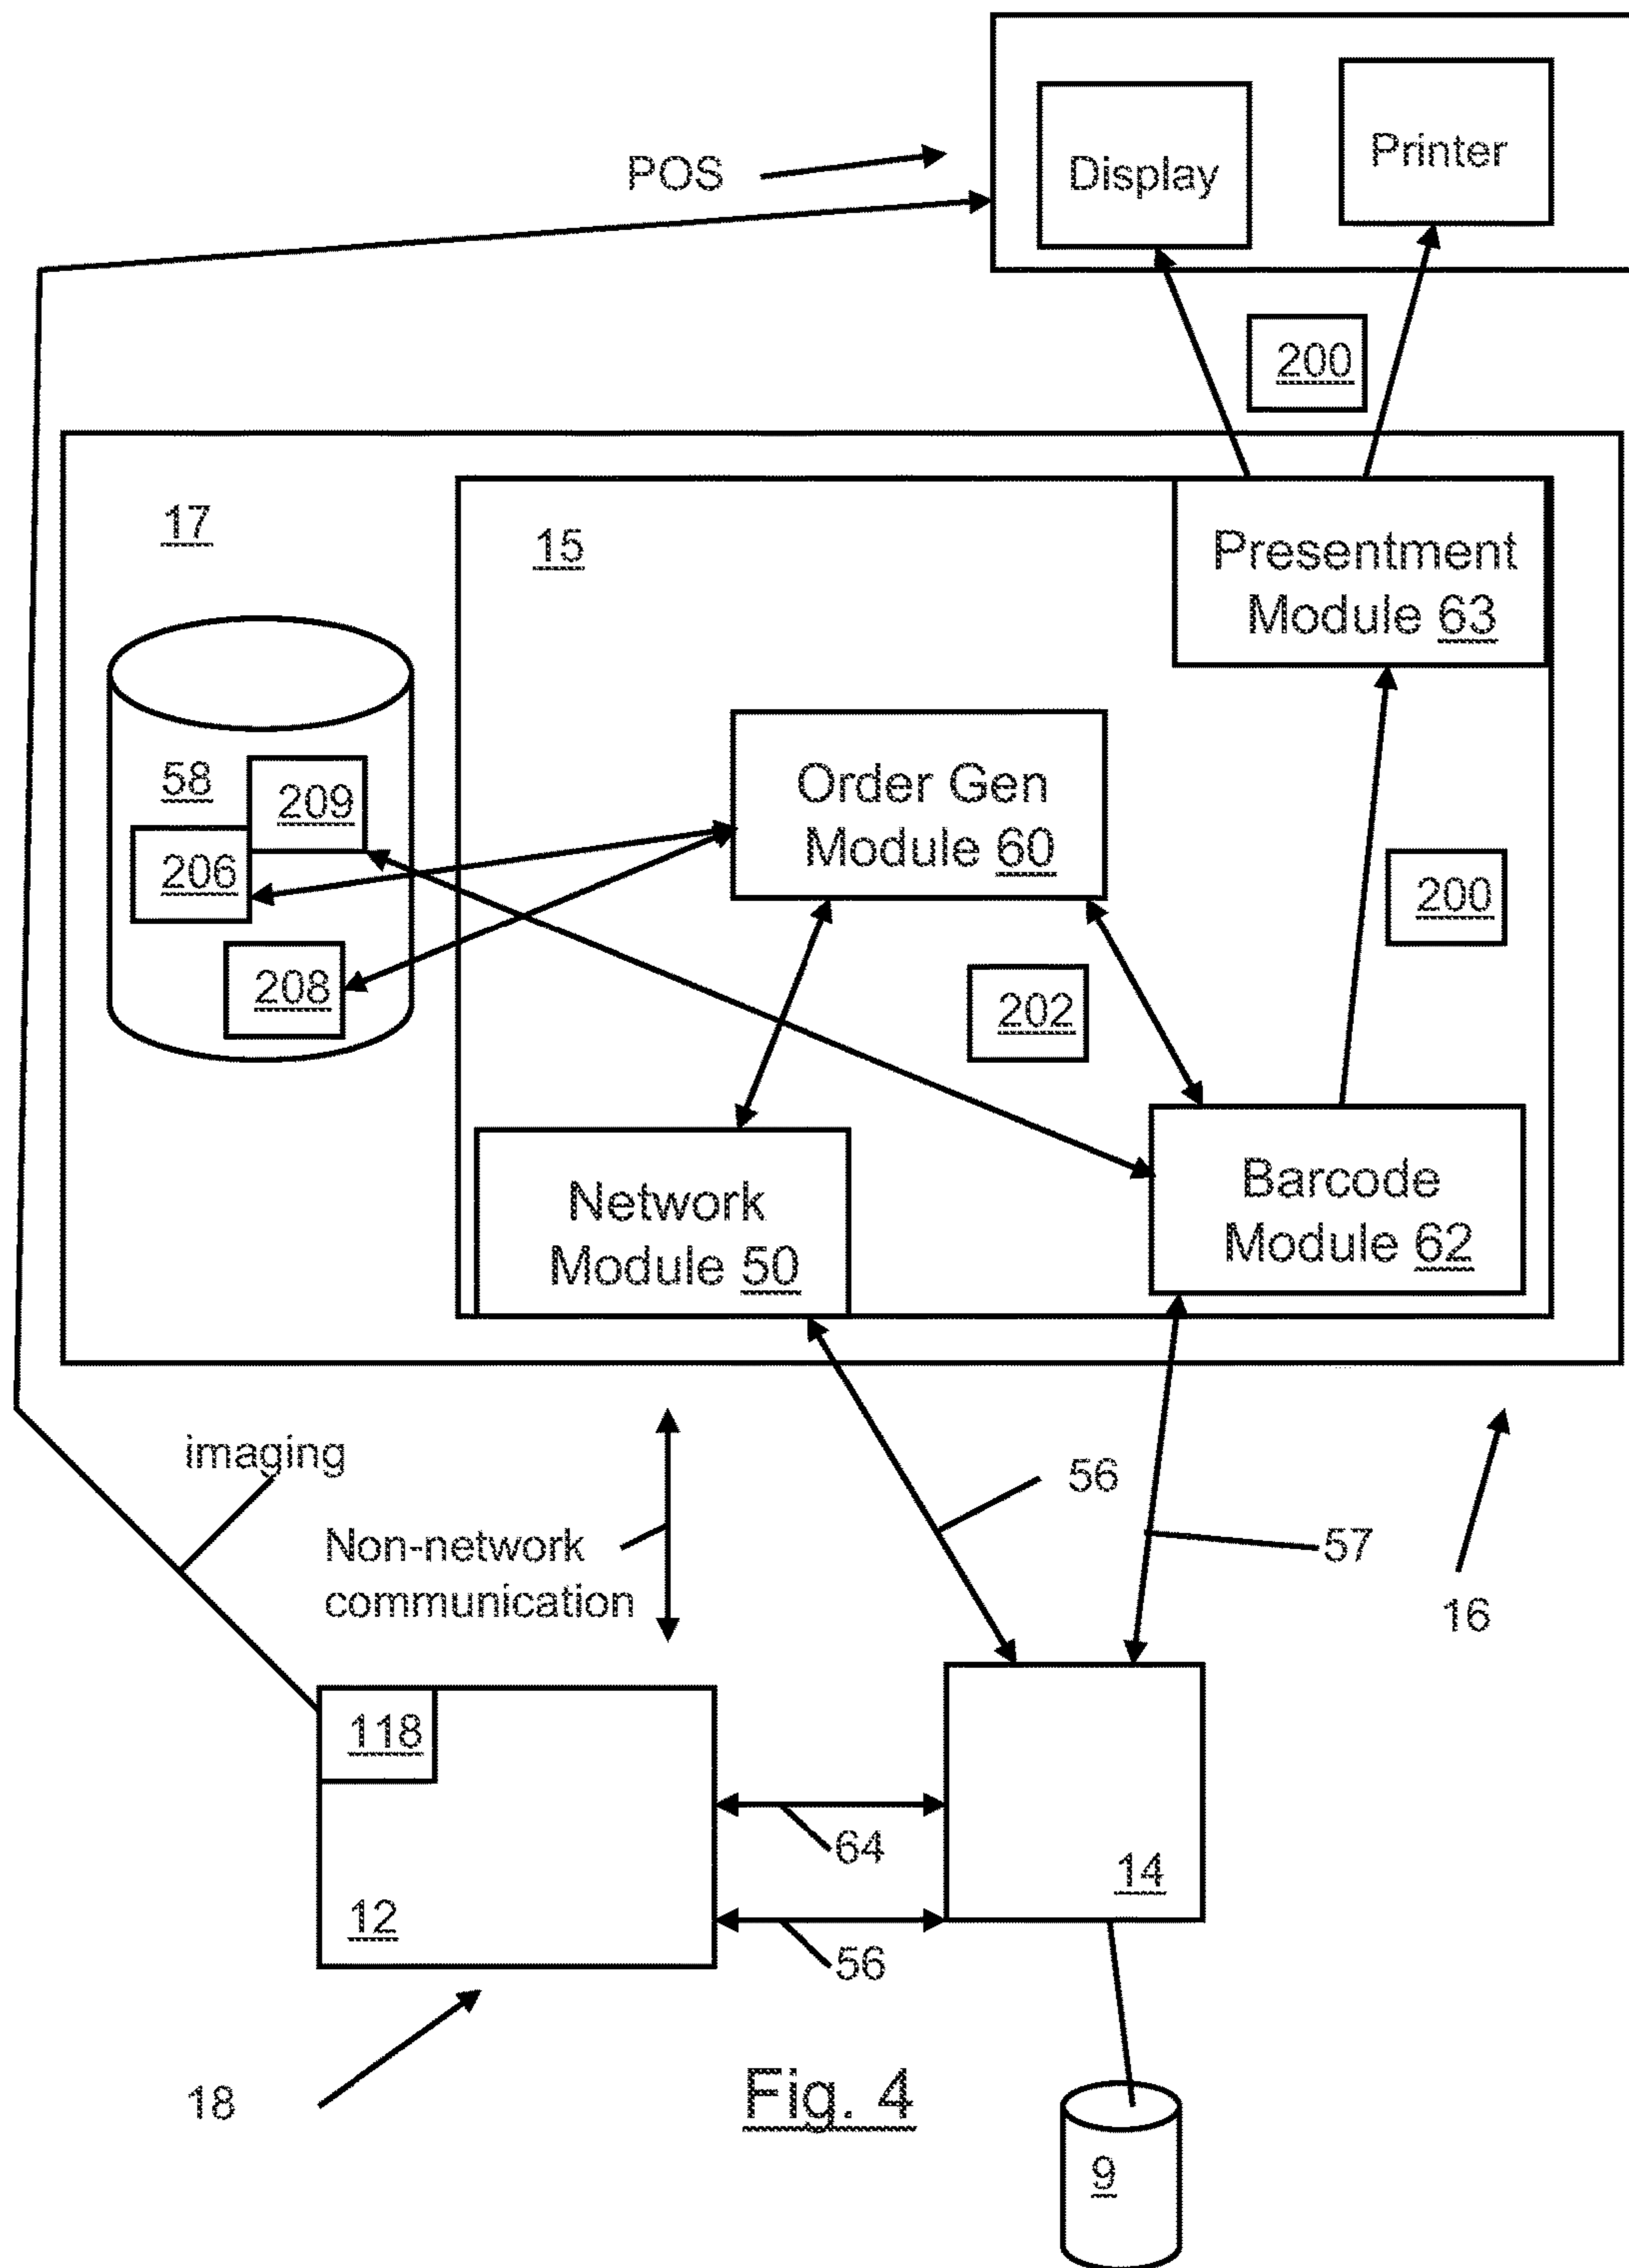 POS
Display
Printer
200
17
15
Presentment
Module 63
58
209
206
208
Order Gen
Module 60
200
202
Network
Module 50
Barcode
Module 62
imaging
Non-network
communication
56
57
16
118
12
64
56
14
18
Fig. 4
9